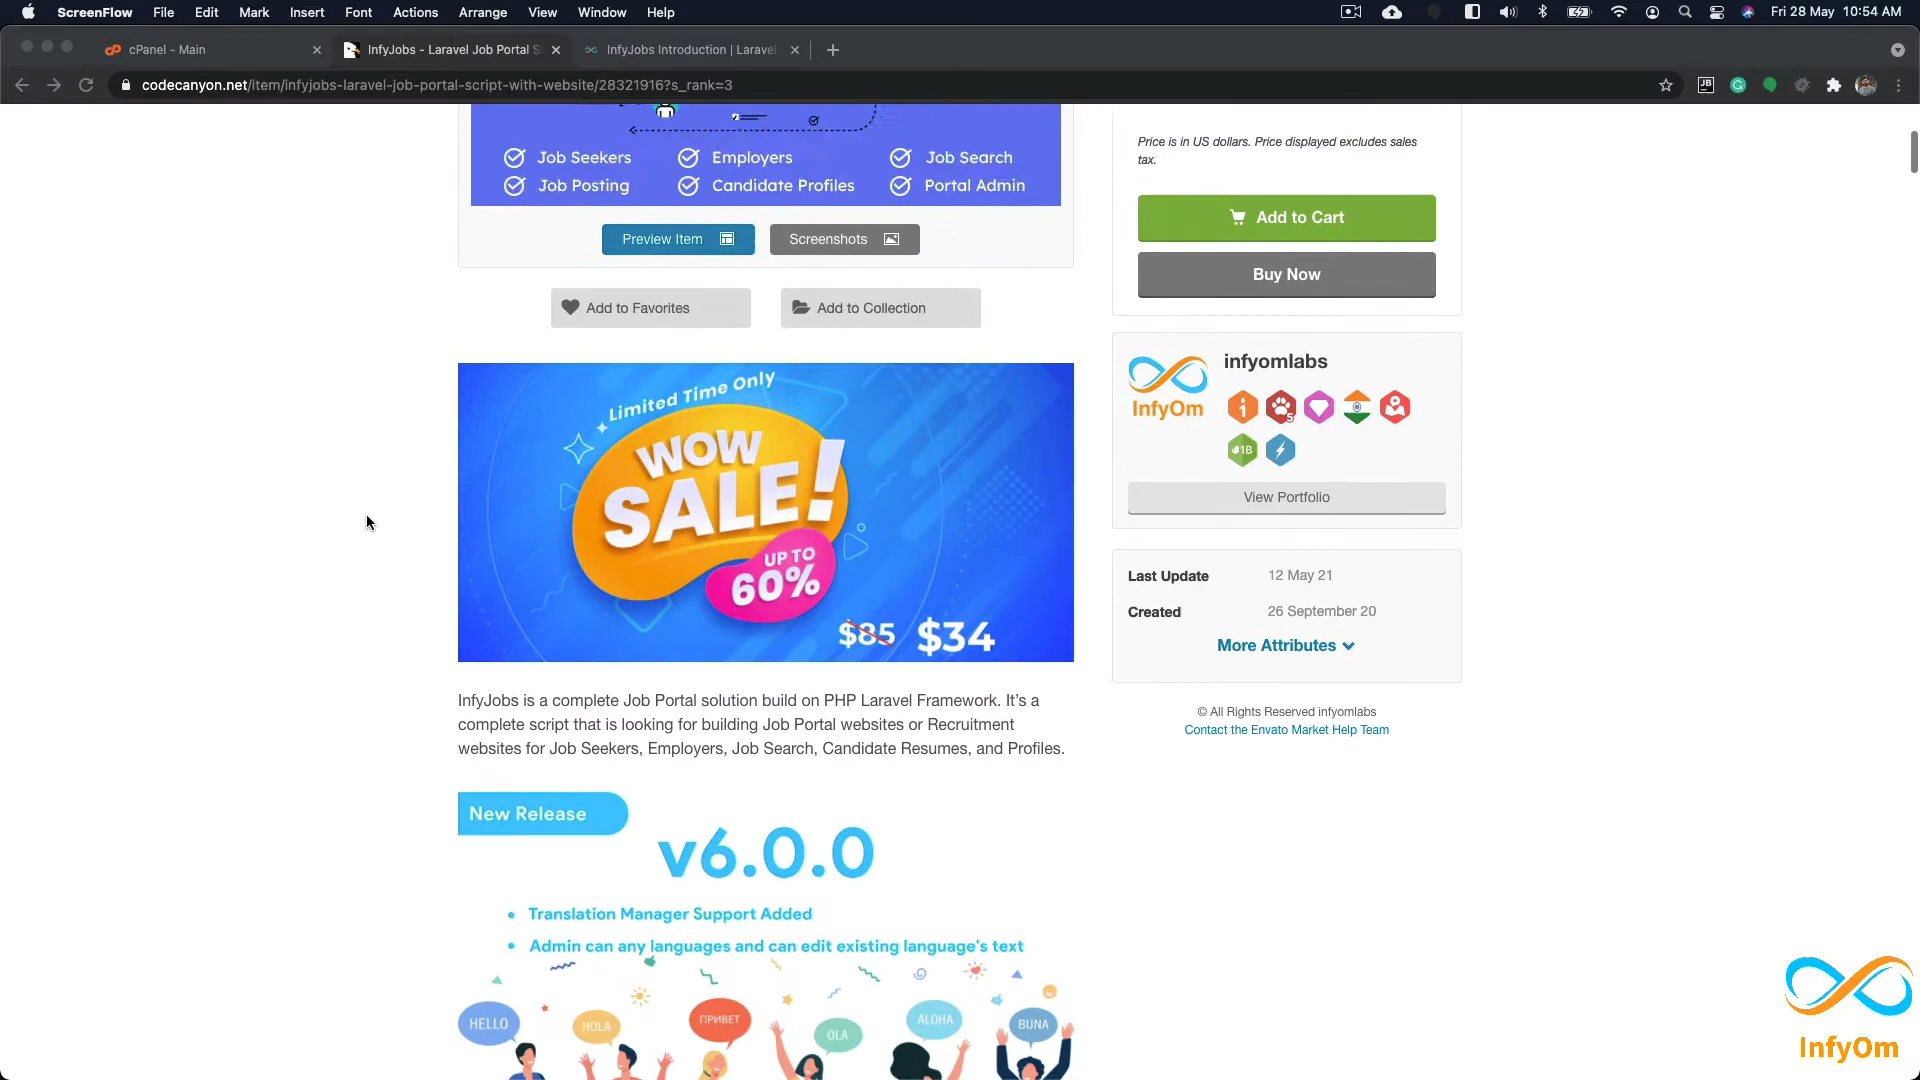 ScreenFlow File Edit Mark Insert Font Actions Arrange View Window Help Fri 28 May 10:54 AM
cPanel - Main
InfyJobs - Laravel Job Portal S
InfyJobs Introduction | Laravel
codecanyon.net/item/infyjobs-laravel-job-portal-script-with-website/28321916?s_rank=3
Job Seekers Employers Job Search
Job Posting Candidate Profiles Portal Admin
Preview Item
Screenshots
Add to Favorites
Add to Collection
Limited Time Only
WOW
SALE!
UP TO
60%
$85 $34
InfyJobs is a complete Job Portal solution build on PHP Laravel Framework. It's a
complete script that is looking for building Job Portal websites or Recruitment
websites for Job Seekers, Employers, Job Search, Candidate Resumes, and Profiles.
New Release
v6.0.0
• Translation Manager Support Added
• Admin can any languages and can edit existing language's text
HELLO
HOLA
ПРИВЕТ
OLA
ALOHA
BUNA
Price is in US dollars. Price displayed excludes sales
tax.
Add to Cart
Buy Now
InfyOm
infyomlabs
5
1B
View Portfolio
Last Update 12 May 21
Created 26 September 20
More Attributes
© All Rights Reserved infyomlabs
Contact the Envato Market Help Team
InfyOm